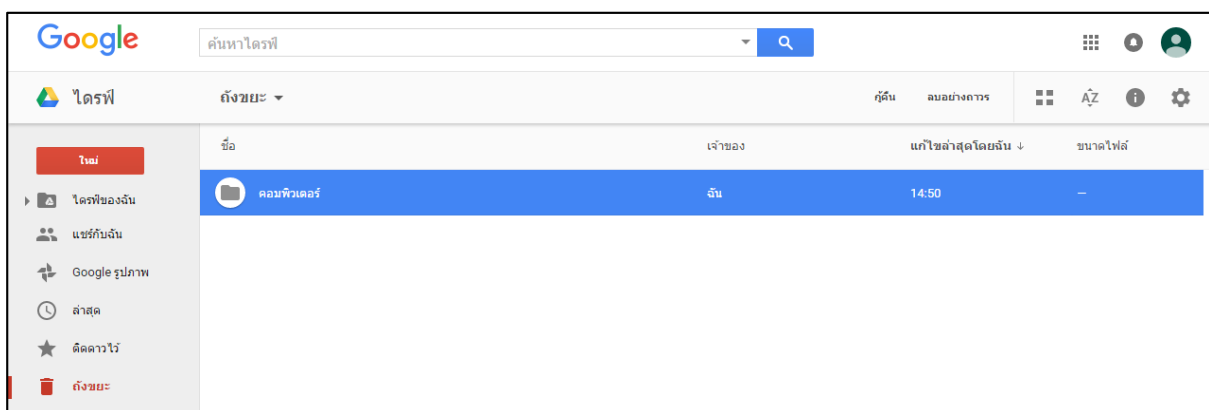 Google
ค้นหาไดรฟ์
ไดรฟ์ ถังขยะ กู้คืน ลบอย่างถาวร AZ
ใหม่
ชื่อ เจ้าของ แก้ไขล่าสุดโดยฉัน ↓ ขนาดไฟล์
คอมพิวเตอร์ ฉัน 14:50 —
ไดรฟ์ของฉัน
แชร์กับฉัน
Google รูปภาพ
ล่าสุด
ติดดาวไว้
ถังขยะ